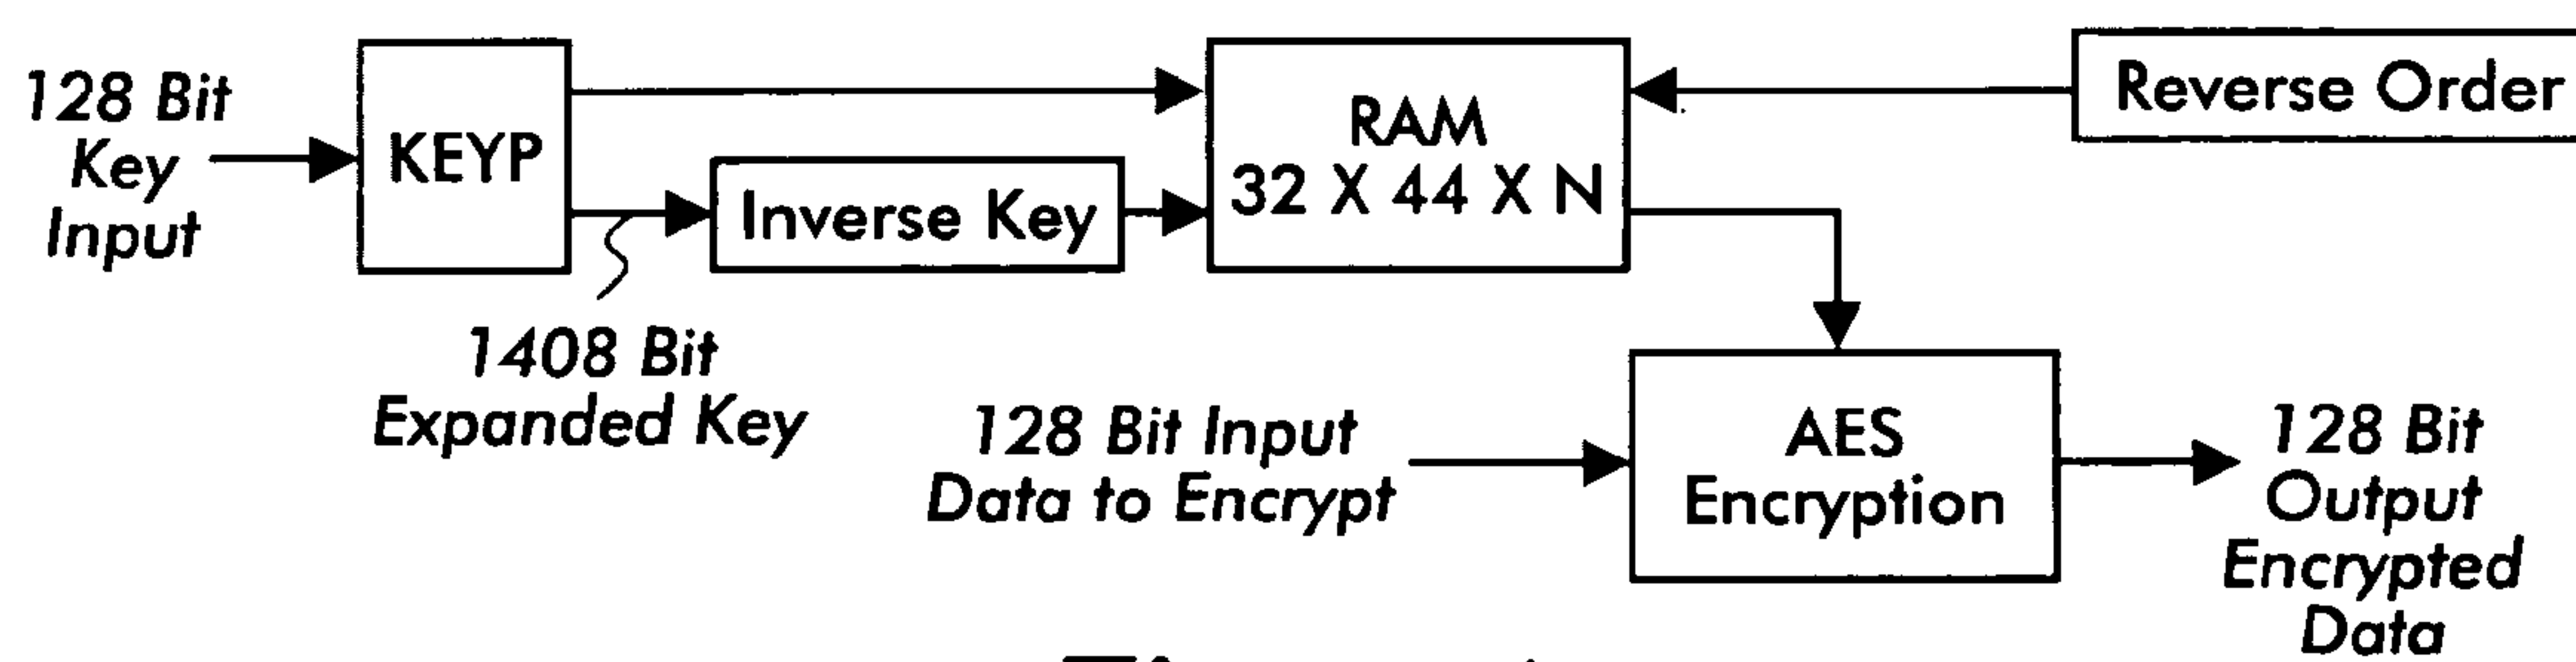 128 Bit
Key
Input
KEYP
Inverse Key
1408 Bit
Expanded Key
RAM
32 X 44 X N
Reverse Order
128 Bit Input
Data to Encrypt
AES
Encryption
128 Bit
Output
Encrypted
Data